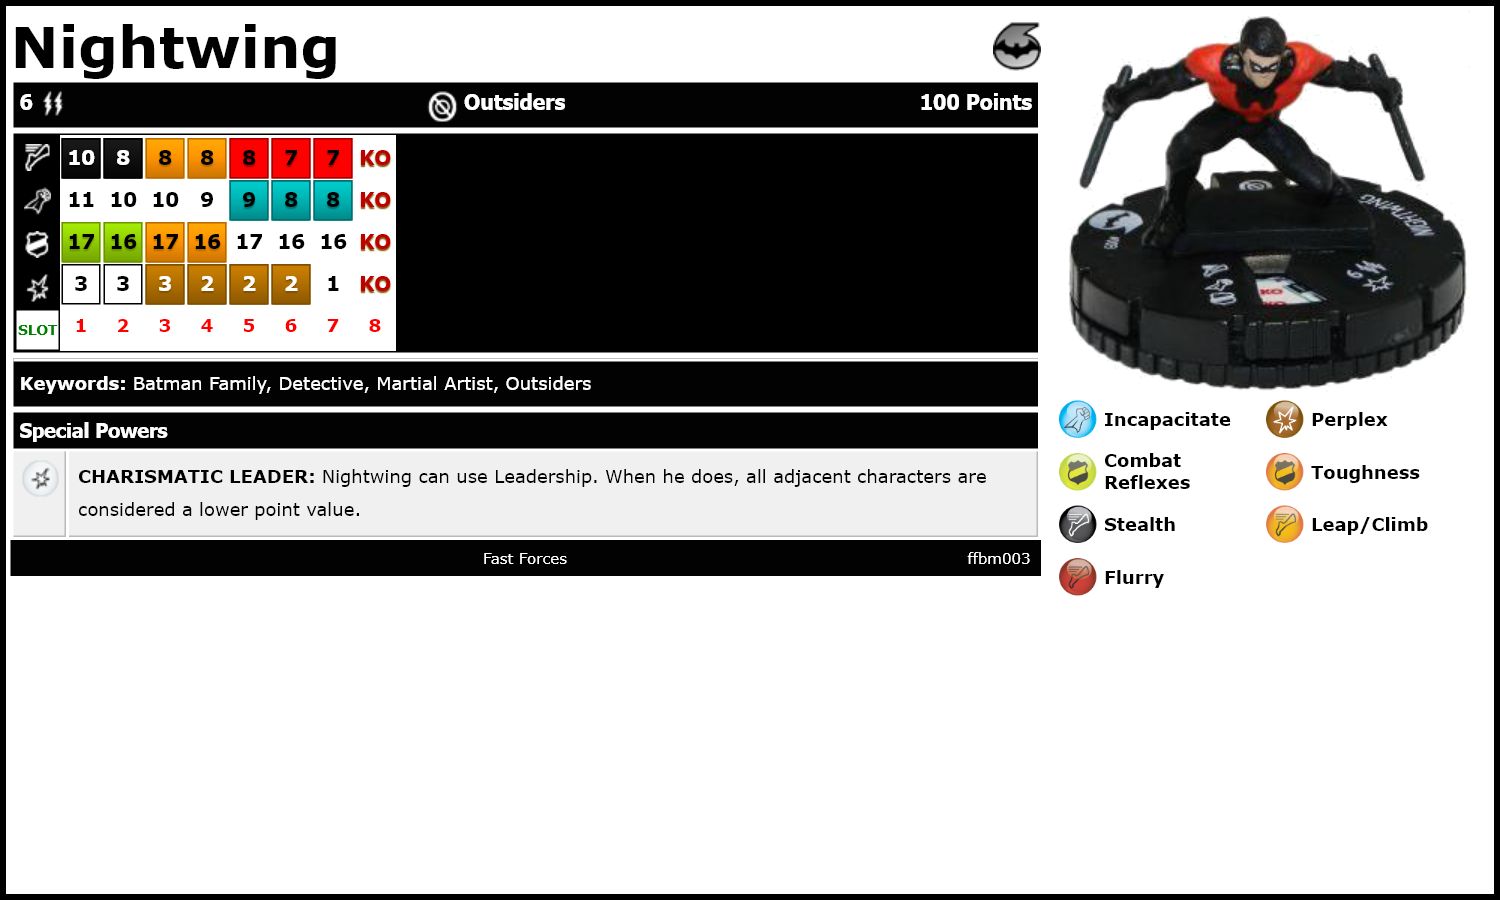 Nightwing
6 Outsiders 100 Points
10 8 8 8 8 7 7 KO
11 10 10 9 9 8 8 KO
17 16 17 16 17 16 16 KO
3 3 3 2 2 2 1 KO
SLOT 1 2 3 4 5 6 7 8
Keywords: Batman Family, Detective, Martial Artist, Outsiders
Special Powers
CHARISMATIC LEADER: Nightwing can use Leadership. When he does, all adjacent characters are
considered a lower point value.
Fast Forces ffbm003
NIGHTWING
6
KO
Incapacitate
Perplex
Combat
Reflexes
Toughness
Stealth
Leap/Climb
Flurry